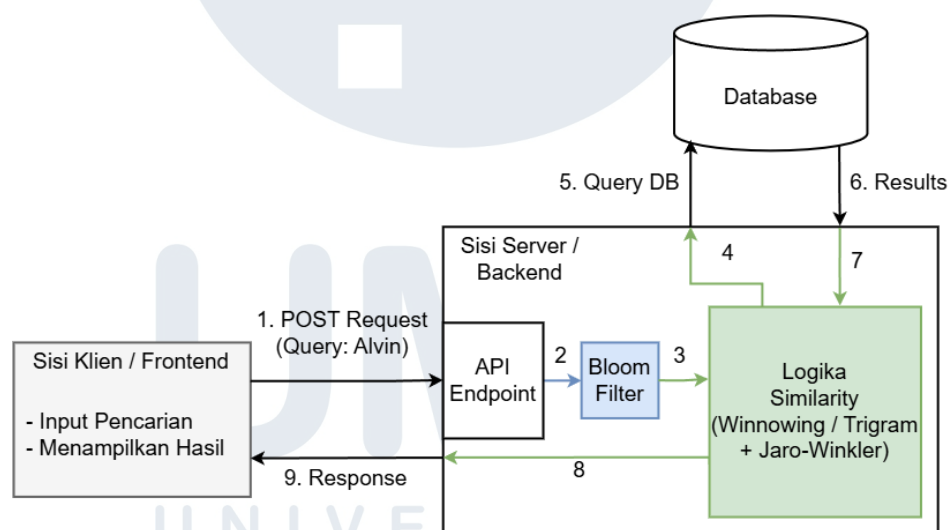 Database
5. Query DB
6. Results
Sisi Server /
Backend
4
7
1. POST Request
(Query: Alvin)
Sisi Klien / Frontend
- Input Pencarian
- Menampilkan Hasil
API
Endpoint
2
Bloom
Filter
3
Logika
Similarity
(Winnowing / Trigram
+ Jaro-Winkler)
8
9. Response
UM
UNIVE